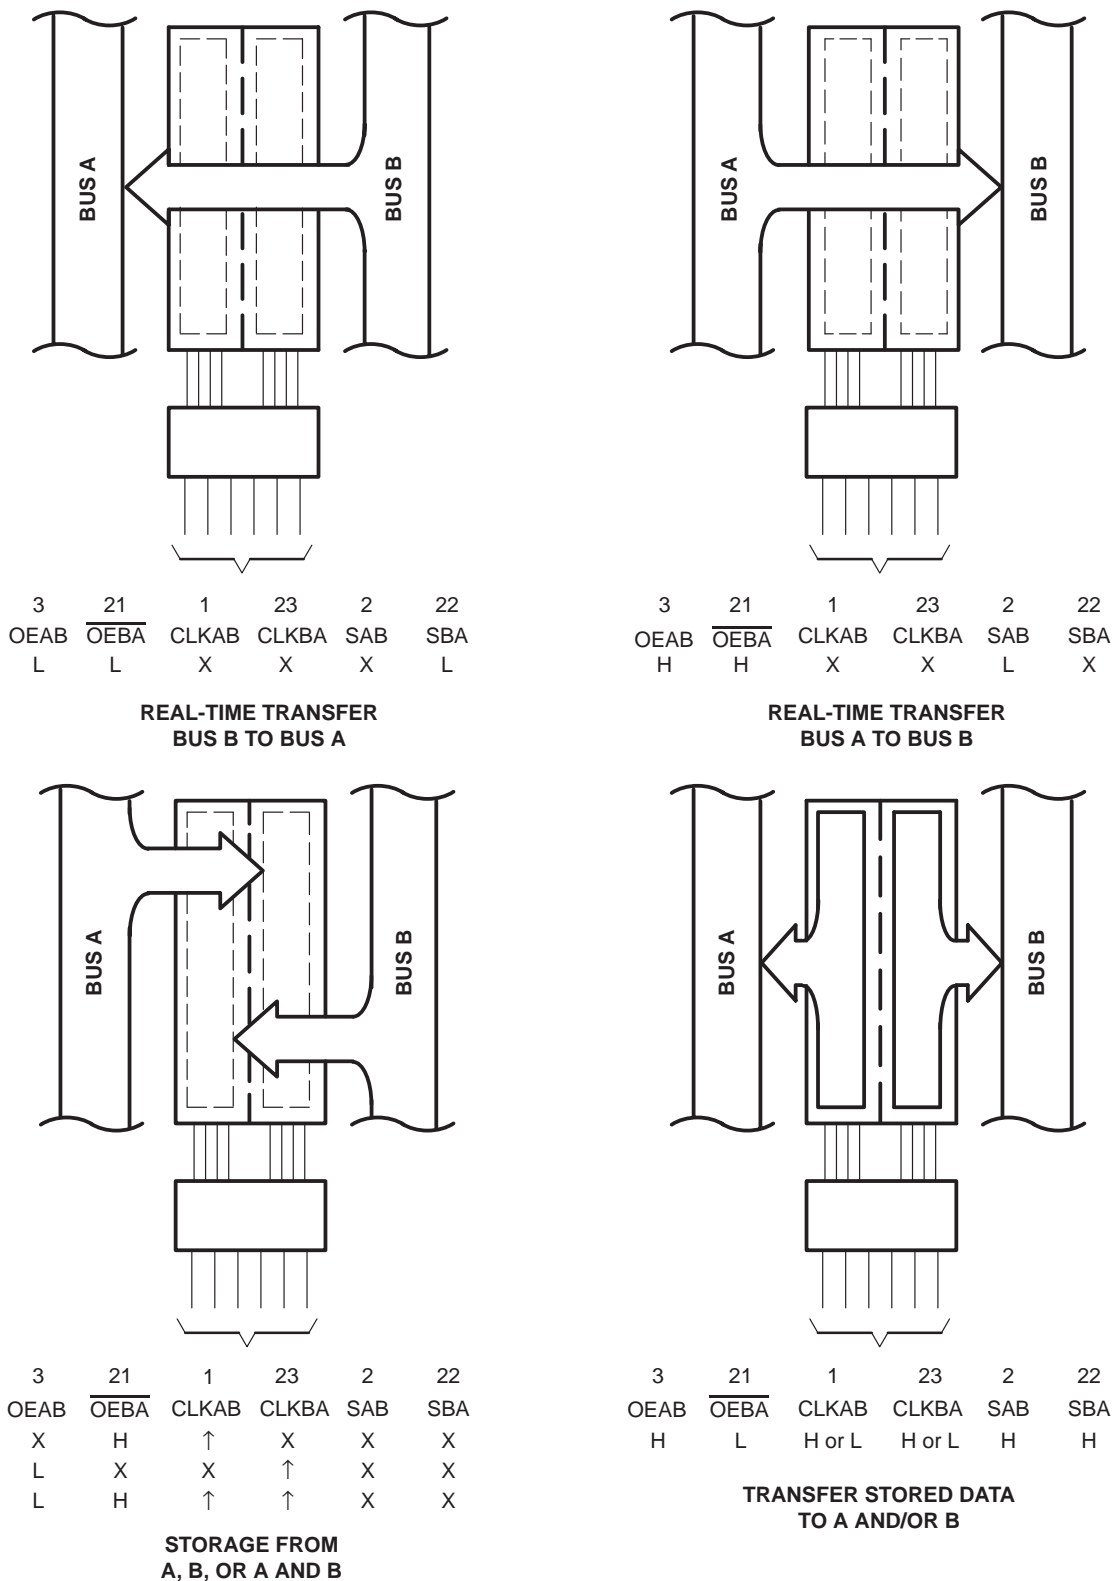 BUS A
BUS B
3 21 1 23 2 22
OEAB OEBA CLKAB CLKBA SAB SBA
L L X X X L
REAL-TIME TRANSFER
BUS B TO BUS A
BUS A
BUS B
3 21 1 23 2 22
OEAB OEBA CLKAB CLKBA SAB SBA
H H X X L X
REAL-TIME TRANSFER
BUS A TO BUS B
BUS A
BUS B
3 21 1 23 2 22
OEAB OEBA CLKAB CLKBA SAB SBA
X H ↑ X X X
L X X ↑ X X
L H ↑ ↑ X X
STORAGE FROM
A, B, OR A AND B
BUS A
BUS B
3 21 1 23 2 22
OEAB OEBA CLKAB CLKBA SAB SBA
H L H or L H or L H H
TRANSFER STORED DATA
TO A AND/OR B